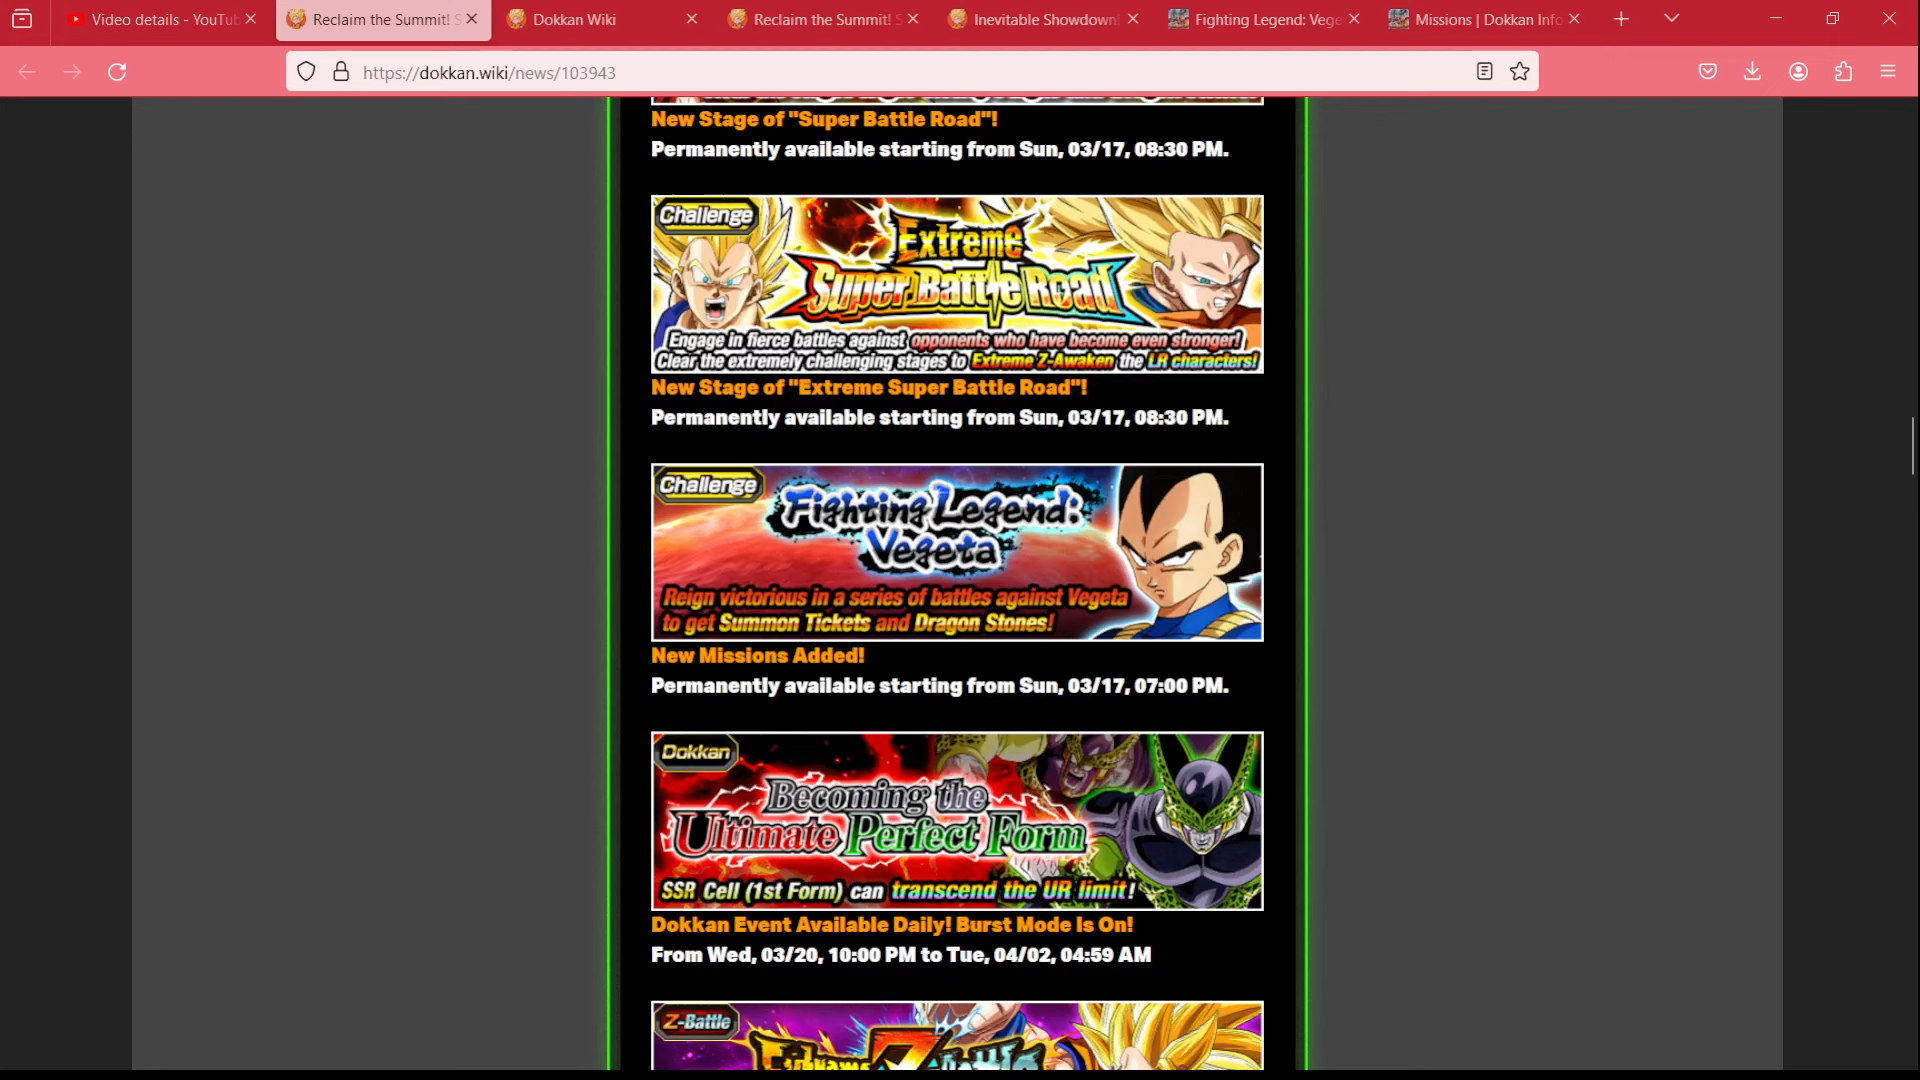 Video details - YouTub
Reclaim the Summit! S
Dokkan Wiki
Reclaim the Summit! S
Inevitable Showdown!
Fighting Legend: Vege
Missions | Dokkan Info
https://dokkan.wiki/news/103943
New Stage of "Super Battle Road"!
Permanently available starting from Sun, 03/17, 08:30 PM.
Challenge
Extreme
Super Battle Road
Engage in fierce battles against opponents who have become even stronger!
Clear the extremely challenging stages to Extreme Z-Awaken the LR characters!
New Stage of "Extreme Super Battle Road"!
Permanently available starting from Sun, 03/17, 08:30 PM.
Challenge
Fighting Legend:
Vegeta
Reign victorious in a series of battles against Vegeta
to get Summon Tickets and Dragon Stones!
New Missions Added!
Permanently available starting from Sun, 03/17, 07:00 PM.
Dokkan
Becoming the
Ultimate Perfect Form
SSR Cell (1st Form) can transcend the UR limit!
Dokkan Event Available Daily! Burst Mode Is On!
From Wed, 03/20, 10:00 PM to Tue, 04/02, 04:59 AM
Z-Battle